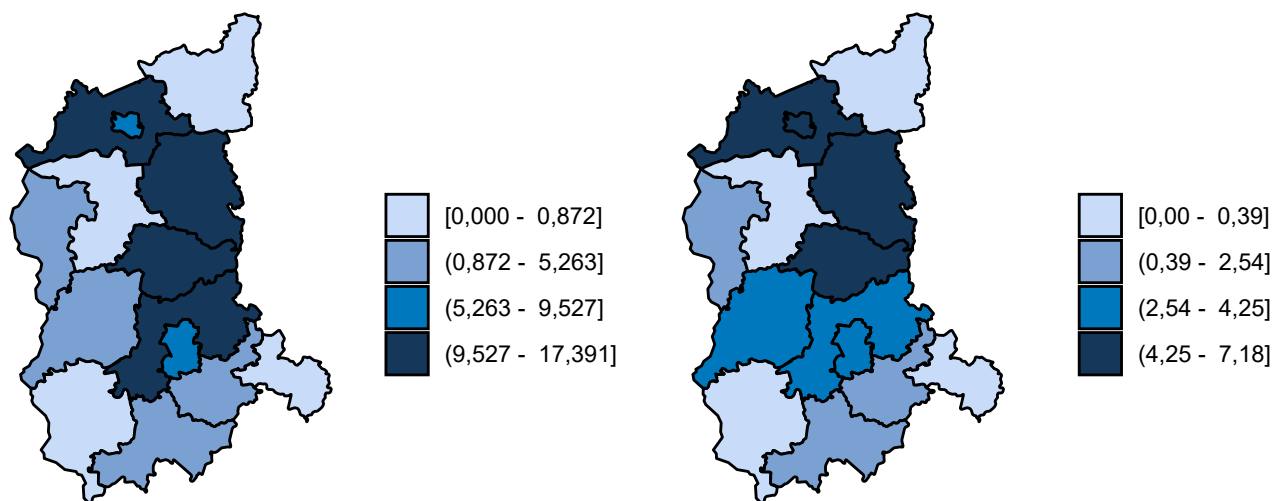 [0,000 - 0,872]
(0,872 - 5,263]
(5,263 - 9,527]
(9,527 - 17,391]
[0,00 - 0,39]
(0,39 - 2,54]
(2,54 - 4,25]
(4,25 - 7,18]